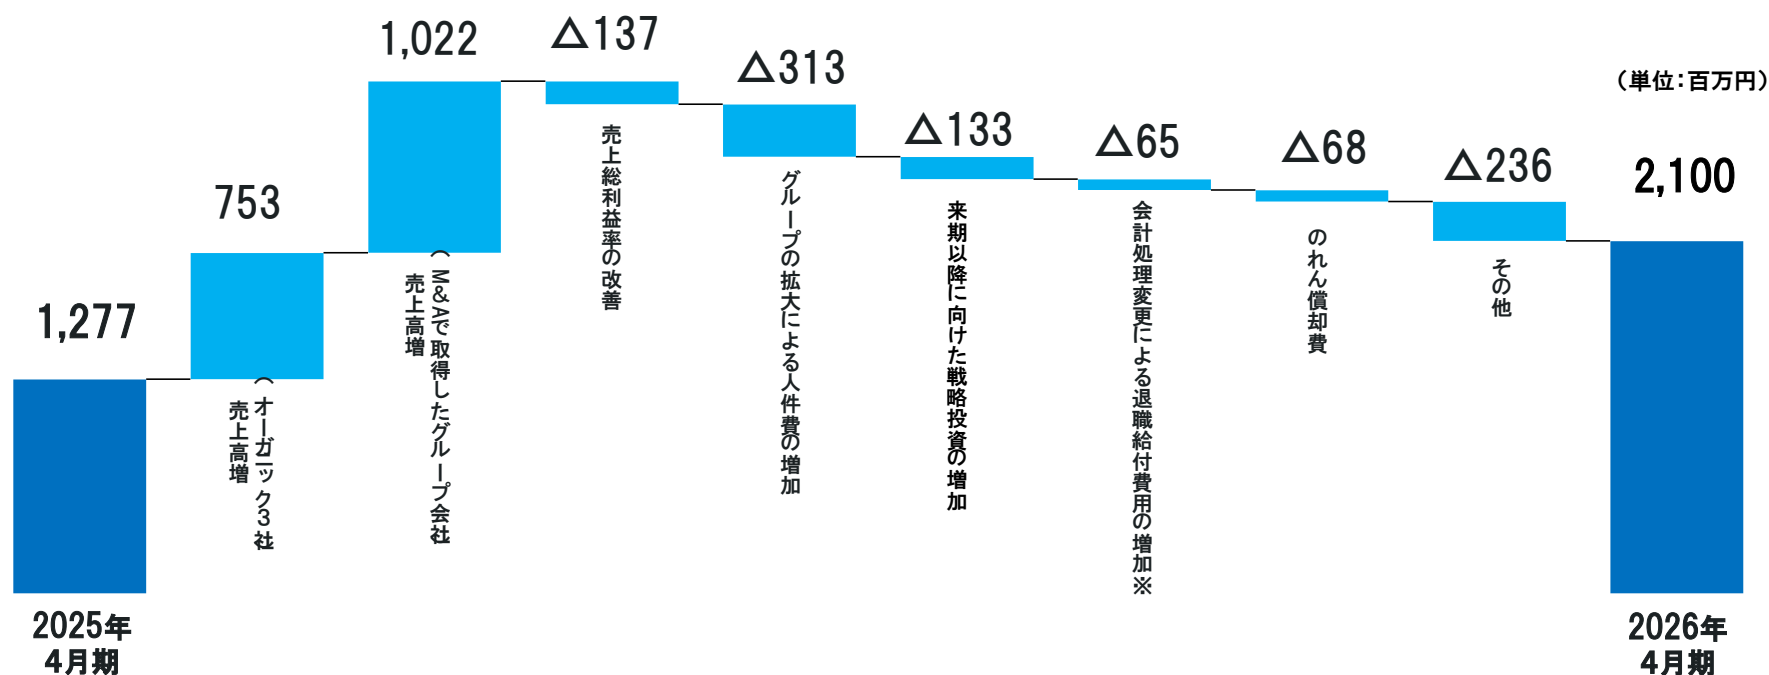 （単位：百万円）
1,277
2025年
4月期
753
（オーガニック３社）
売上高増
1,022
（M&Aで取得したグループ会社）
売上高増
△137
売上総利益率の改善
△313
グループの拡大による人件費の増加
△133
来期以降に向けた戦略投資の増加
△65
会計処理変更による退職給付費用の増加※
△68
のれん償却費
△236
その他
2,100
2026年
4月期